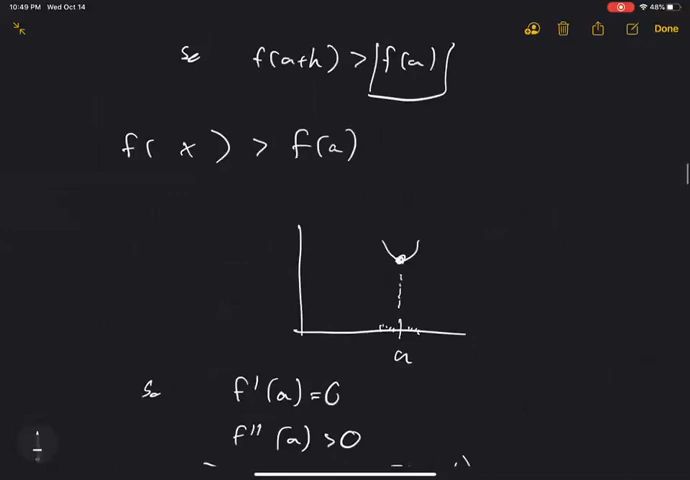 10:49 PM Wed Oct 14
48%
Done
So f(a+h) > f(a)
f( x ) > f(a)
a
So f'(a) = 0
f''(a) > 0